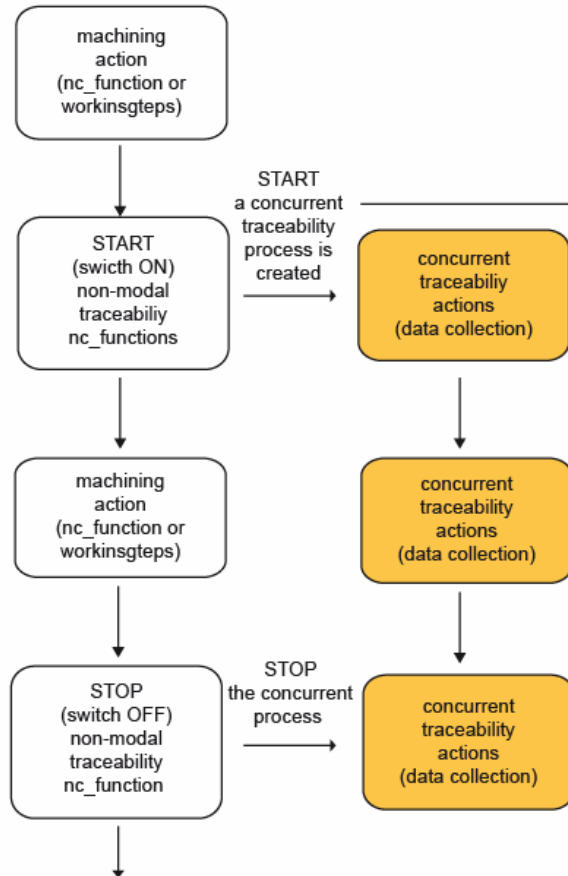 machining
action
(nc_function or
workinsgteps)
START
a concurrent
traceability
process is
created
START
(swicth ON)
non-modal
traceabiliy
nc_functions
concurrent
traceabiliy
actions
(data collection)
machining
action
(nc_function or
workinsgteps)
concurrent
traceability
actions
(data collection)
STOP
(switch OFF)
non-modal
traceability
nc_function
STOP
the concurrent
process
concurrent
traceability
actions
(data collection)